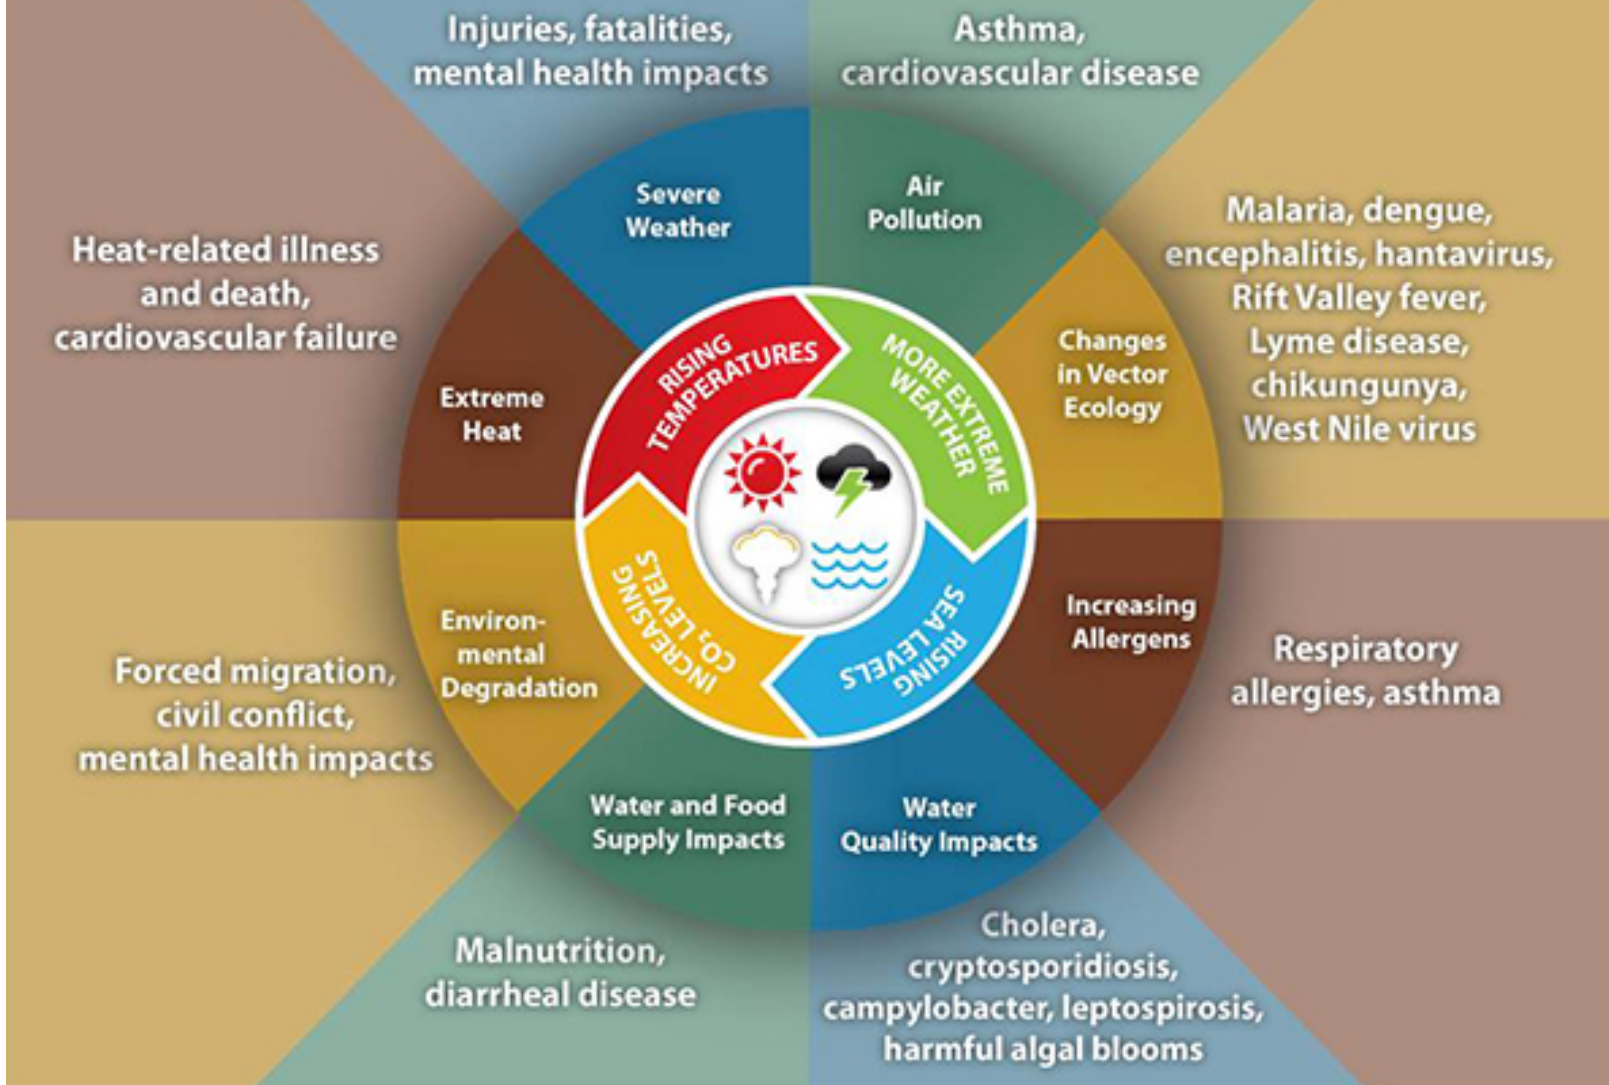 Injuries, fatalities,
mental health impacts
Asthma,
cardiovascular disease
Severe
Weather
Air
Pollution
Heat-related illness
and death,
cardiovascular failure
Malaria, dengue,
encephalitis, hantavirus,
Rift Valley fever,
Lyme disease,
chikungunya,
West Nile virus
Extreme
Heat
Changes
in Vector
Ecology
RISING
TEMPERATURES
MORE EXTREME
WEATHER
INCREASING
CO₂ LEVELS
RISING
SEA LEVELS
Environ-
mental
Degradation
Increasing
Allergens
Forced migration,
civil conflict,
mental health impacts
Respiratory
allergies, asthma
Water and Food
Supply Impacts
Water
Quality Impacts
Malnutrition,
diarrheal disease
Cholera,
cryptosporidiosis,
campylobacter, leptospirosis,
harmful algal blooms